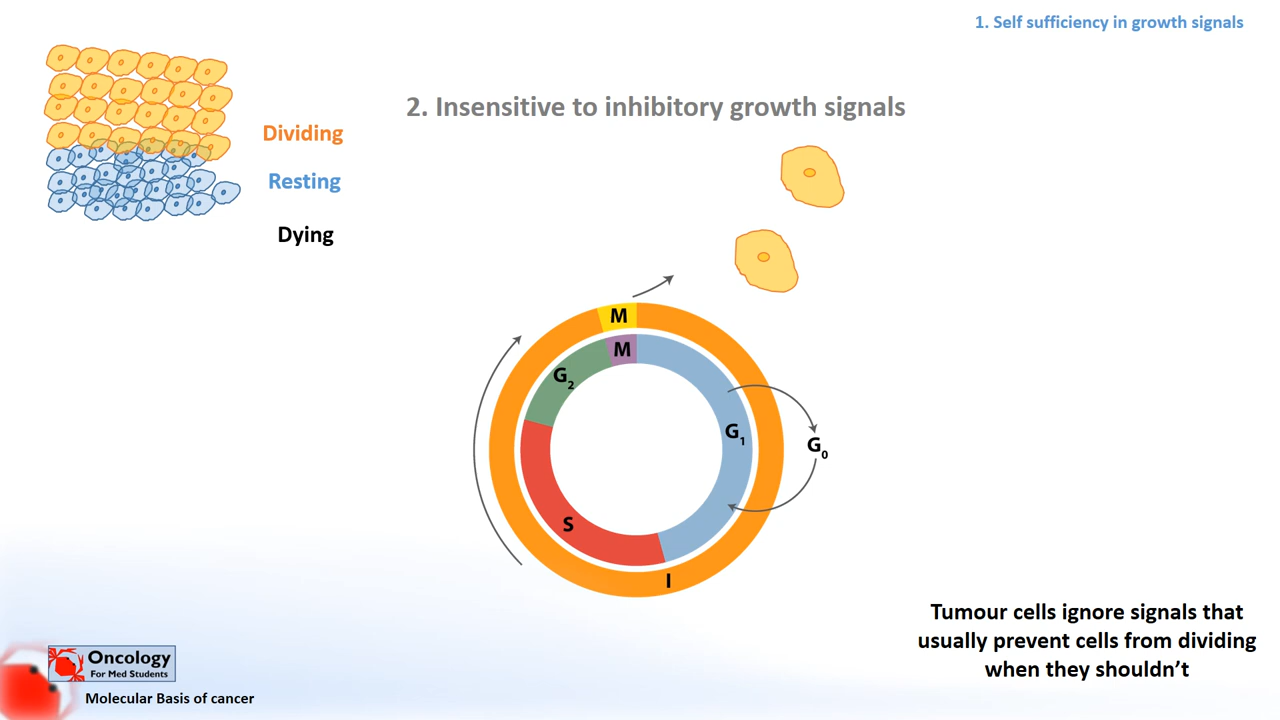 1. Self sufficiency in growth signals
2. Insensitive to inhibitory growth signals
Dividing
Resting
Dying
M
M
G2
G1
G0
S
I
Tumour cells ignore signals that
usually prevent cells from dividing
when they shouldn't
Oncology
For Med Students
Molecular Basis of cancer